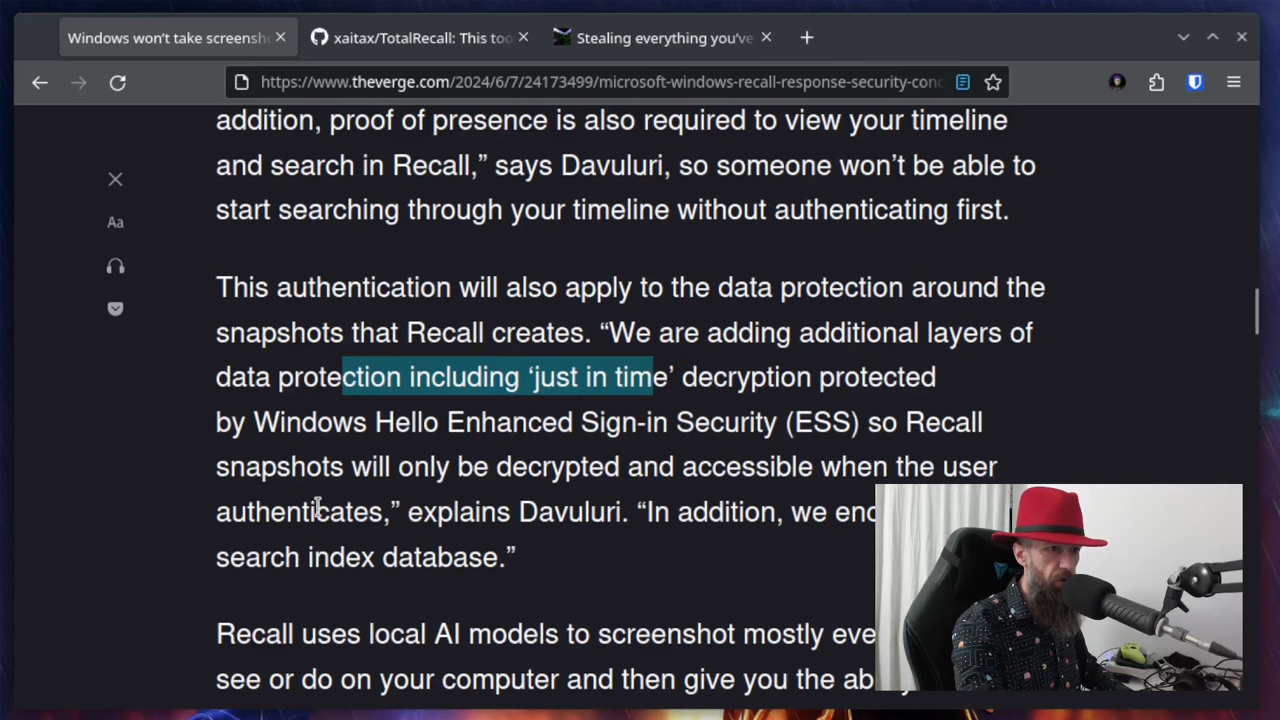 Windows won't take screensh
xaitax/TotalRecall: This too
Stealing everything you've
https://www.theverge.com/2024/6/7/24173499/microsoft-windows-recall-response-security-conc
addition, proof of presence is also required to view your timeline
and search in Recall,” says Davuluri, so someone won’t be able to
start searching through your timeline without authenticating first.
Aa
This authentication will also apply to the data protection around the
snapshots that Recall creates. “We are adding additional layers of
data protection including ‘just in time’ decryption protected
by Windows Hello Enhanced Sign-in Security (ESS) so Recall
snapshots will only be decrypted and accessible when the user
authenticates,” explains Davuluri. “In addition, we enc
search index database.”
Recall uses local AI models to screenshot mostly eve
see or do on your computer and then give you the ab